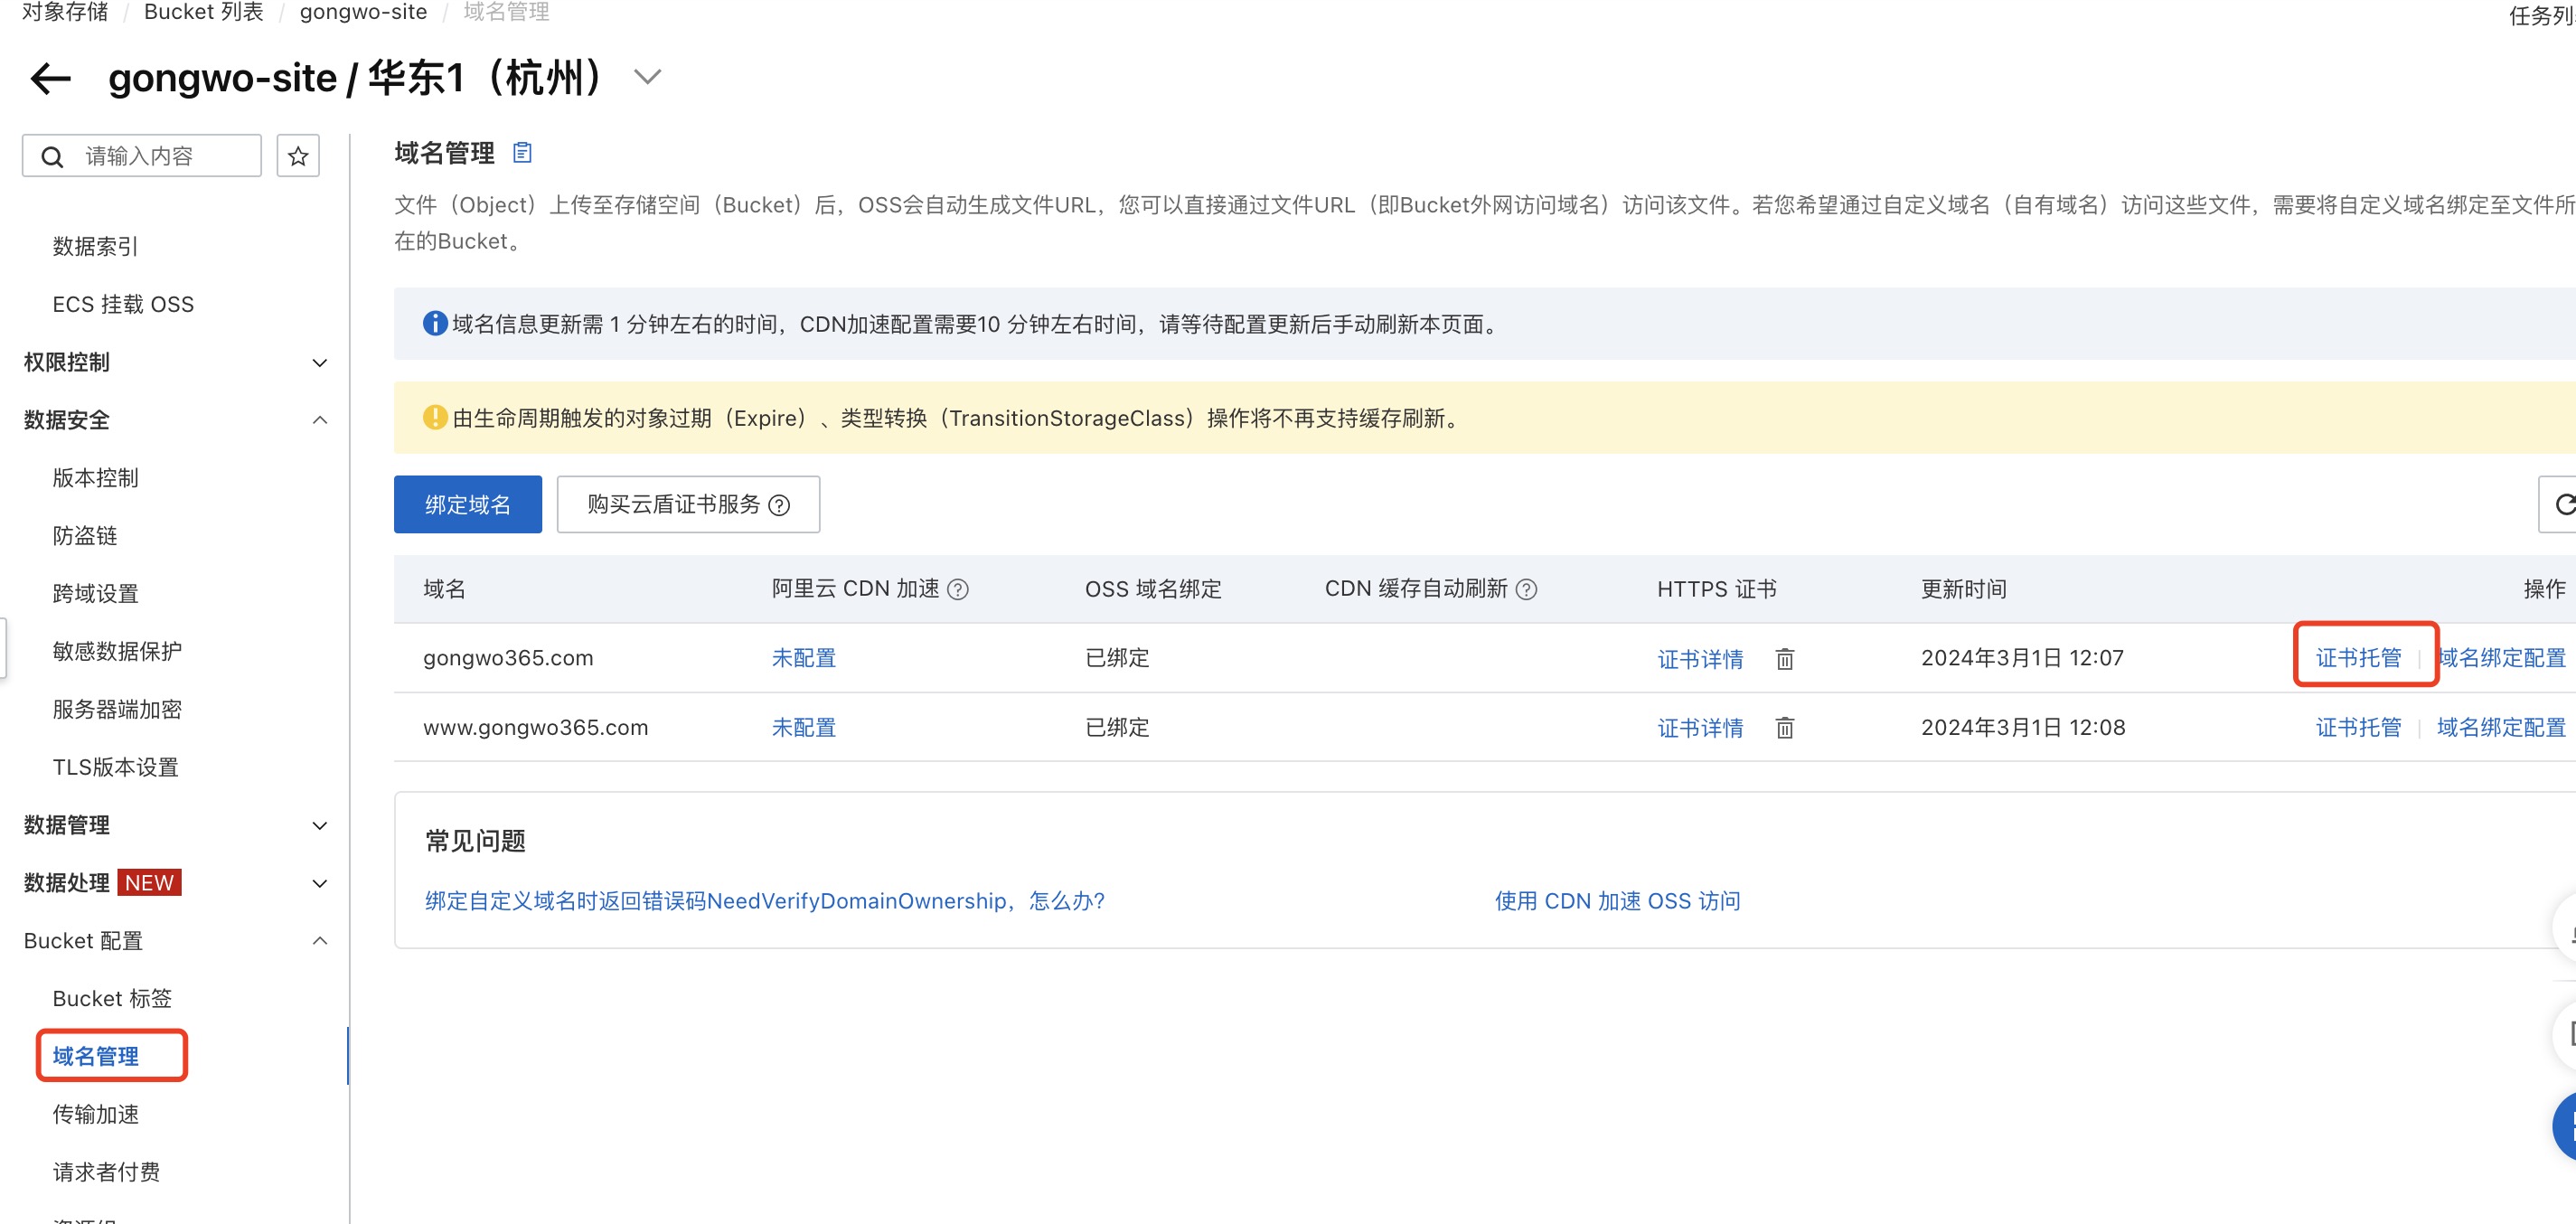 对象存储 / Bucket 列表 / gongwo-site / 域名管理
任务列
gongwo-site / 华东1（杭州）
请输入内容
数据索引
ECS 挂载 OSS
权限控制
数据安全
版本控制
防盗链
跨域设置
敏感数据保护
服务器端加密
TLS版本设置
数据管理
数据处理 NEW
Bucket 配置
Bucket 标签
域名管理
传输加速
请求者付费
域名管理
文件（Object）上传至存储空间（Bucket）后，OSS会自动生成文件URL，您可以直接通过文件URL（即Bucket外网访问域名）访问该文件。若您希望通过自定义域名（自有域名）访问这些文件，需要将自定义域名绑定至文件所
在的Bucket。
域名信息更新需 1 分钟左右的时间，CDN加速配置需要10 分钟左右时间，请等待配置更新后手动刷新本页面。
由生命周期触发的对象过期（Expire）、类型转换（TransitionStorageClass）操作将不再支持缓存刷新。
绑定域名 购买云盾证书服务
域名 阿里云 CDN 加速 OSS 域名绑定 CDN 缓存自动刷新 HTTPS 证书 更新时间 操作
gongwo365.com 未配置 已绑定 证书详情 2024年3月1日 12:07 证书托管 | 域名绑定配置
www.gongwo365.com 未配置 已绑定 证书详情 2024年3月1日 12:08 证书托管 | 域名绑定配置
常见问题
绑定自定义域名时返回错误码NeedVerifyDomainOwnership，怎么办? 使用 CDN 加速 OSS 访问